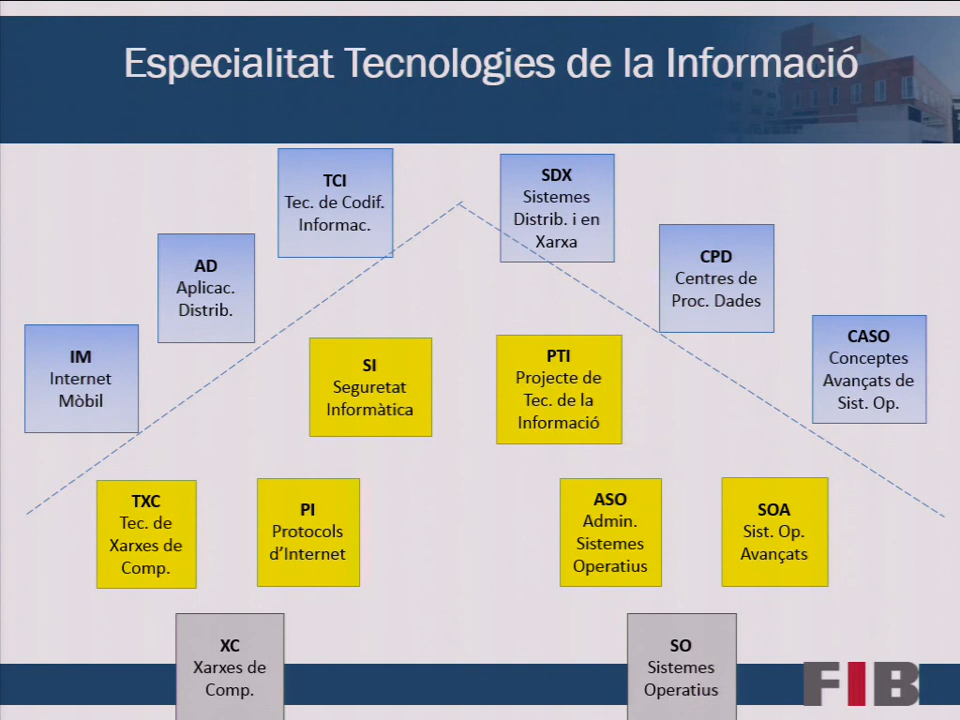 Especialitat Tecnologies de la Informació
TCI
Tec. de Codif.
Informac.
SDX
Sistemes
Distrib. i en
Xarxa
AD
Aplicac.
Distrib.
CPD
Centres de
Proc. Dades
IM
Internet
Mòbil
SI
Seguretat
Informàtica
PTI
Projecte de
Tec. de la
Informació
CASO
Conceptes
Avançats de
Sist. Op.
TXC
Tec. de
Xarxes de
Comp.
PI
Protocols
d'Internet
ASO
Admin.
Sistemes
Operatius
SOA
Sist. Op.
Avançats
XC
Xarxes de
Comp.
SO
Sistemes
Operatius
FIB